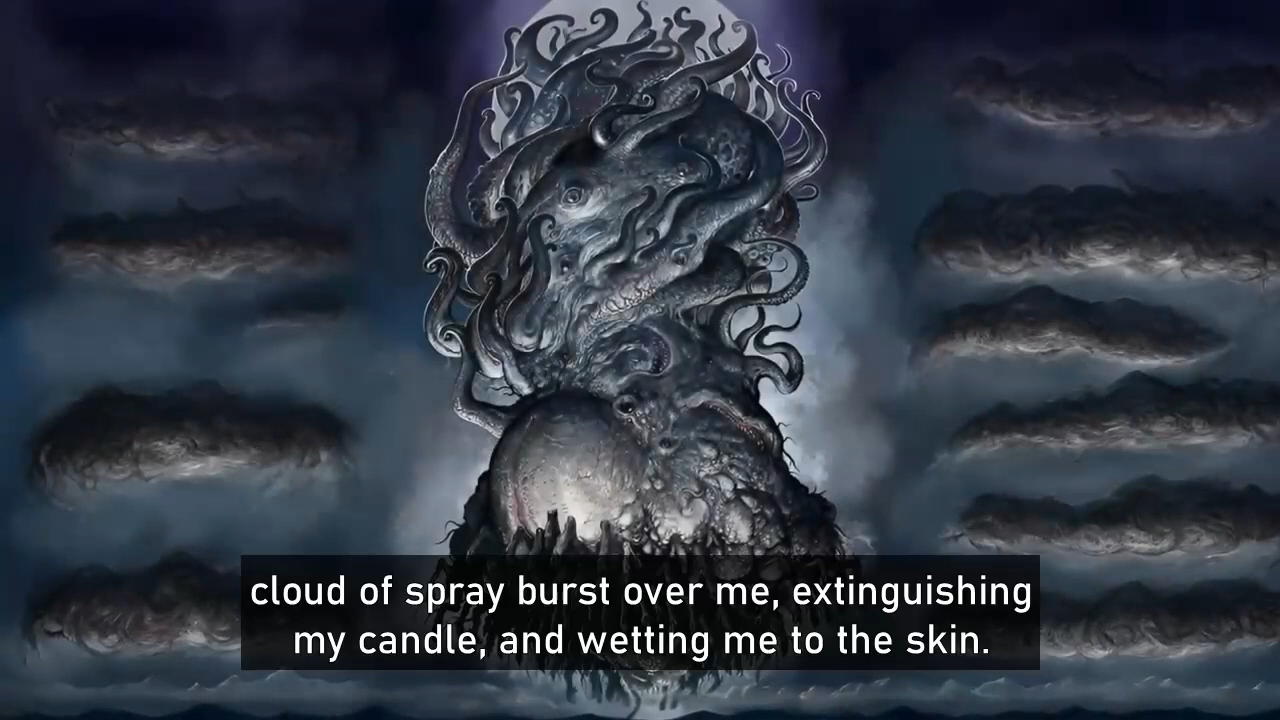 cloud of spray burst over me, extinguishing
my candle, and wetting me to the skin.